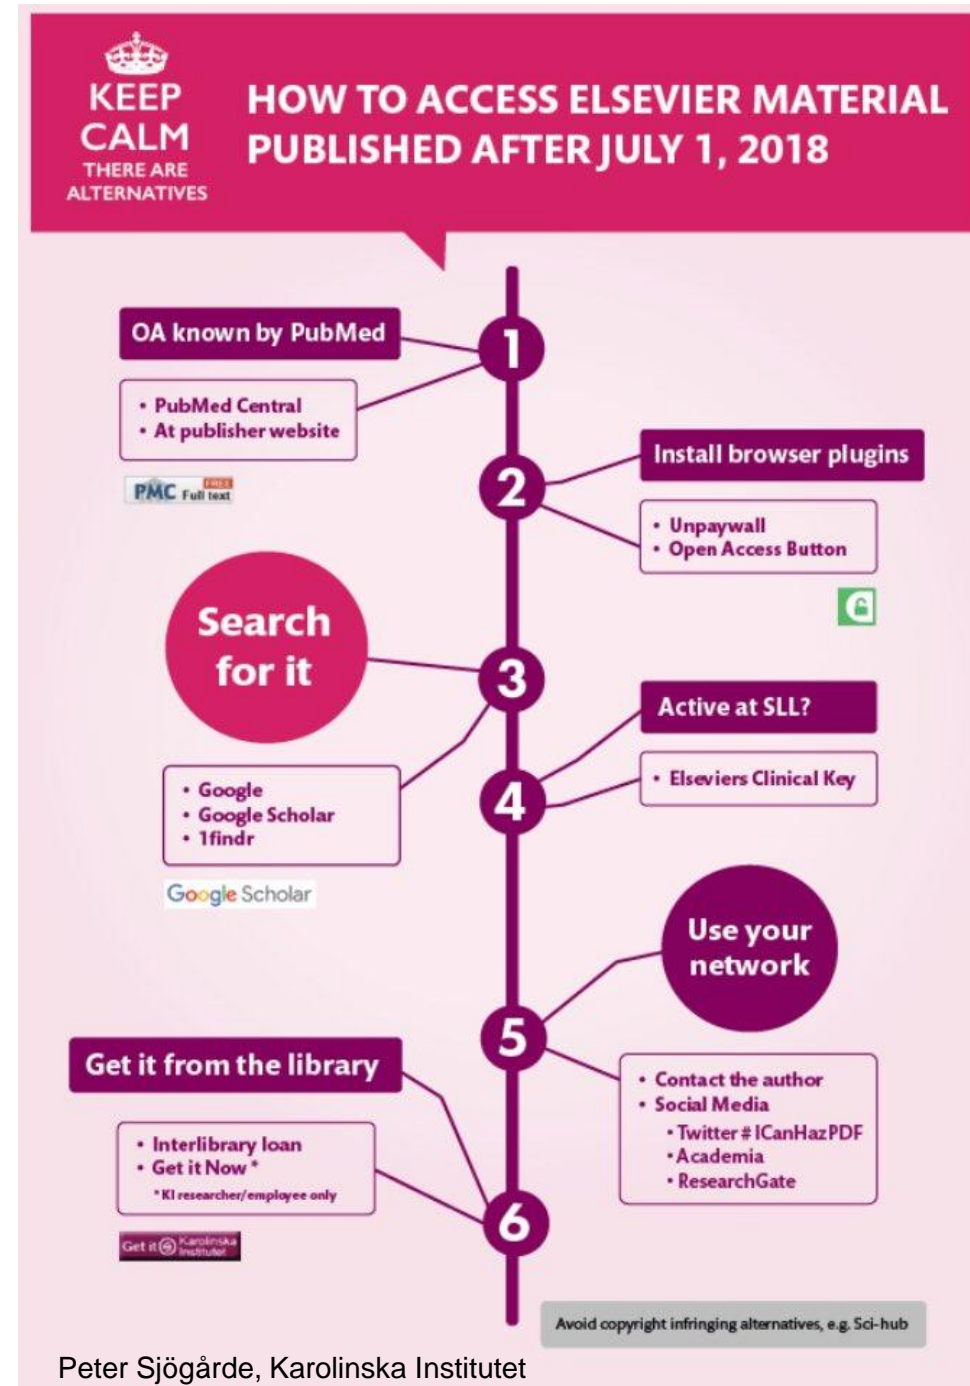 KEEP
CALM
THERE ARE
ALTERNATIVES
HOW TO ACCESS ELSEVIER MATERIAL
PUBLISHED AFTER JULY 1, 2018
1
OA known by PubMed
• PubMed Central
• At publisher website
PMC FREE Full text
2
Install browser plugins
• Unpaywall
• Open Access Button
Search
for it
3
• Google
• Google Scholar
• 1findr
Google Scholar
Active at SLL?
4
• Elseviers Clinical Key
Use your
network
5
• Contact the author
• Social Media
• Twitter # ICanHazPDF
• Academia
• ResearchGate
Get it from the library
• Interlibrary loan
• Get it Now *
* KI researcher/employee only
6
Get it Karolinska
Institutet
Avoid copyright infringing alternatives, e.g. Sci-hub
Peter Sjögårde, Karolinska Institutet